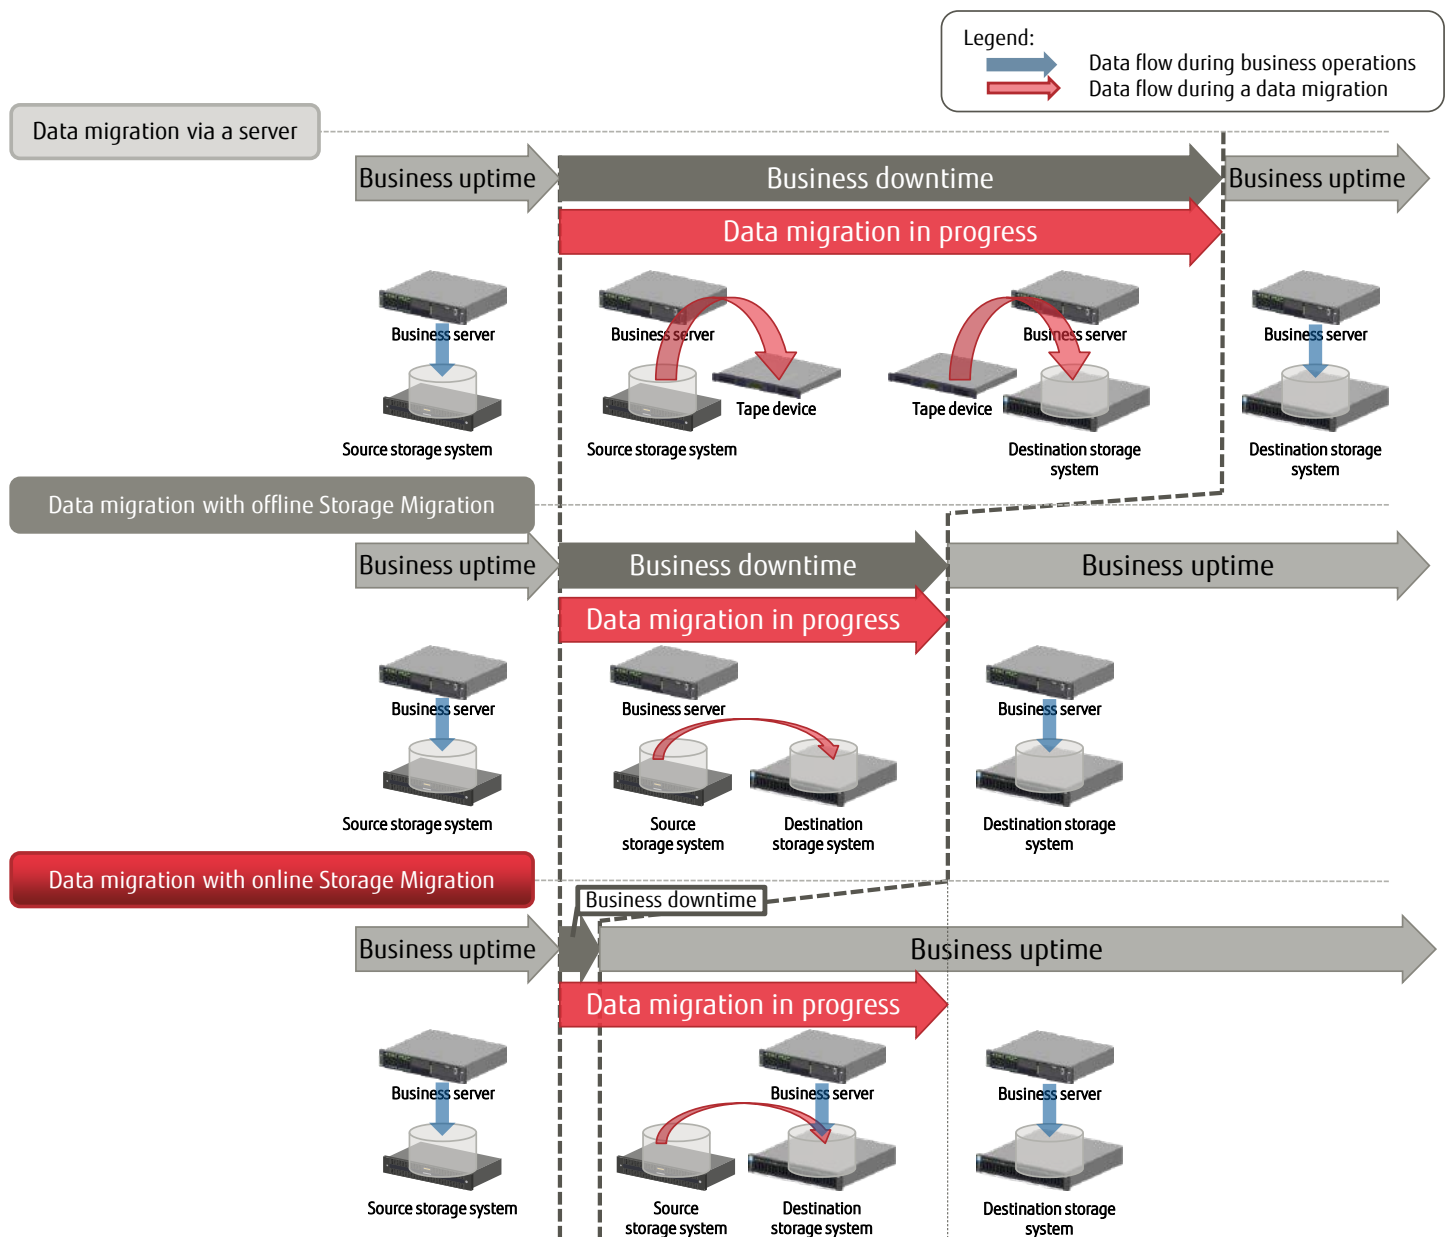 Legend:
Data flow during business operations
Data flow during a data migration
Data migration via a server
Business uptime
Business downtime
Business uptime
Data migration in progress
Business server
Source storage system
Business server
Tape device
Source storage system
Business server
Tape device
Destination storage
system
Business server
Destination storage
system
Data migration with offline Storage Migration
Business uptime
Business downtime
Business uptime
Data migration in progress
Business server
Source storage system
Business server
Source
storage system
Destination
storage system
Business server
Destination storage
system
Data migration with online Storage Migration
Business downtime
Business uptime
Business uptime
Data migration in progress
Business server
Source storage system
Business server
Source
storage system
Destination
storage system
Business server
Destination storage
system